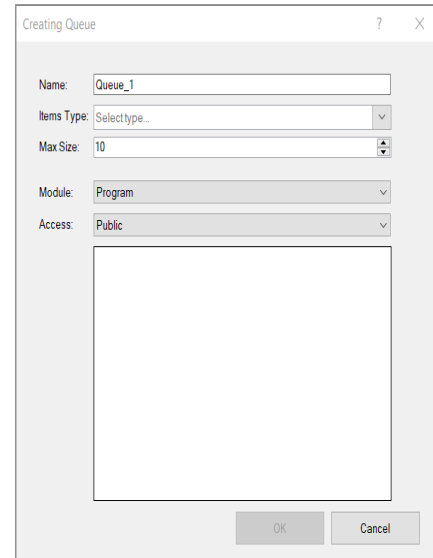 Creating Queue ? X
Name: Queue_1
Items Type: Select type...
Max Size: 10
Module: Program
Access: Public
OK Cancel